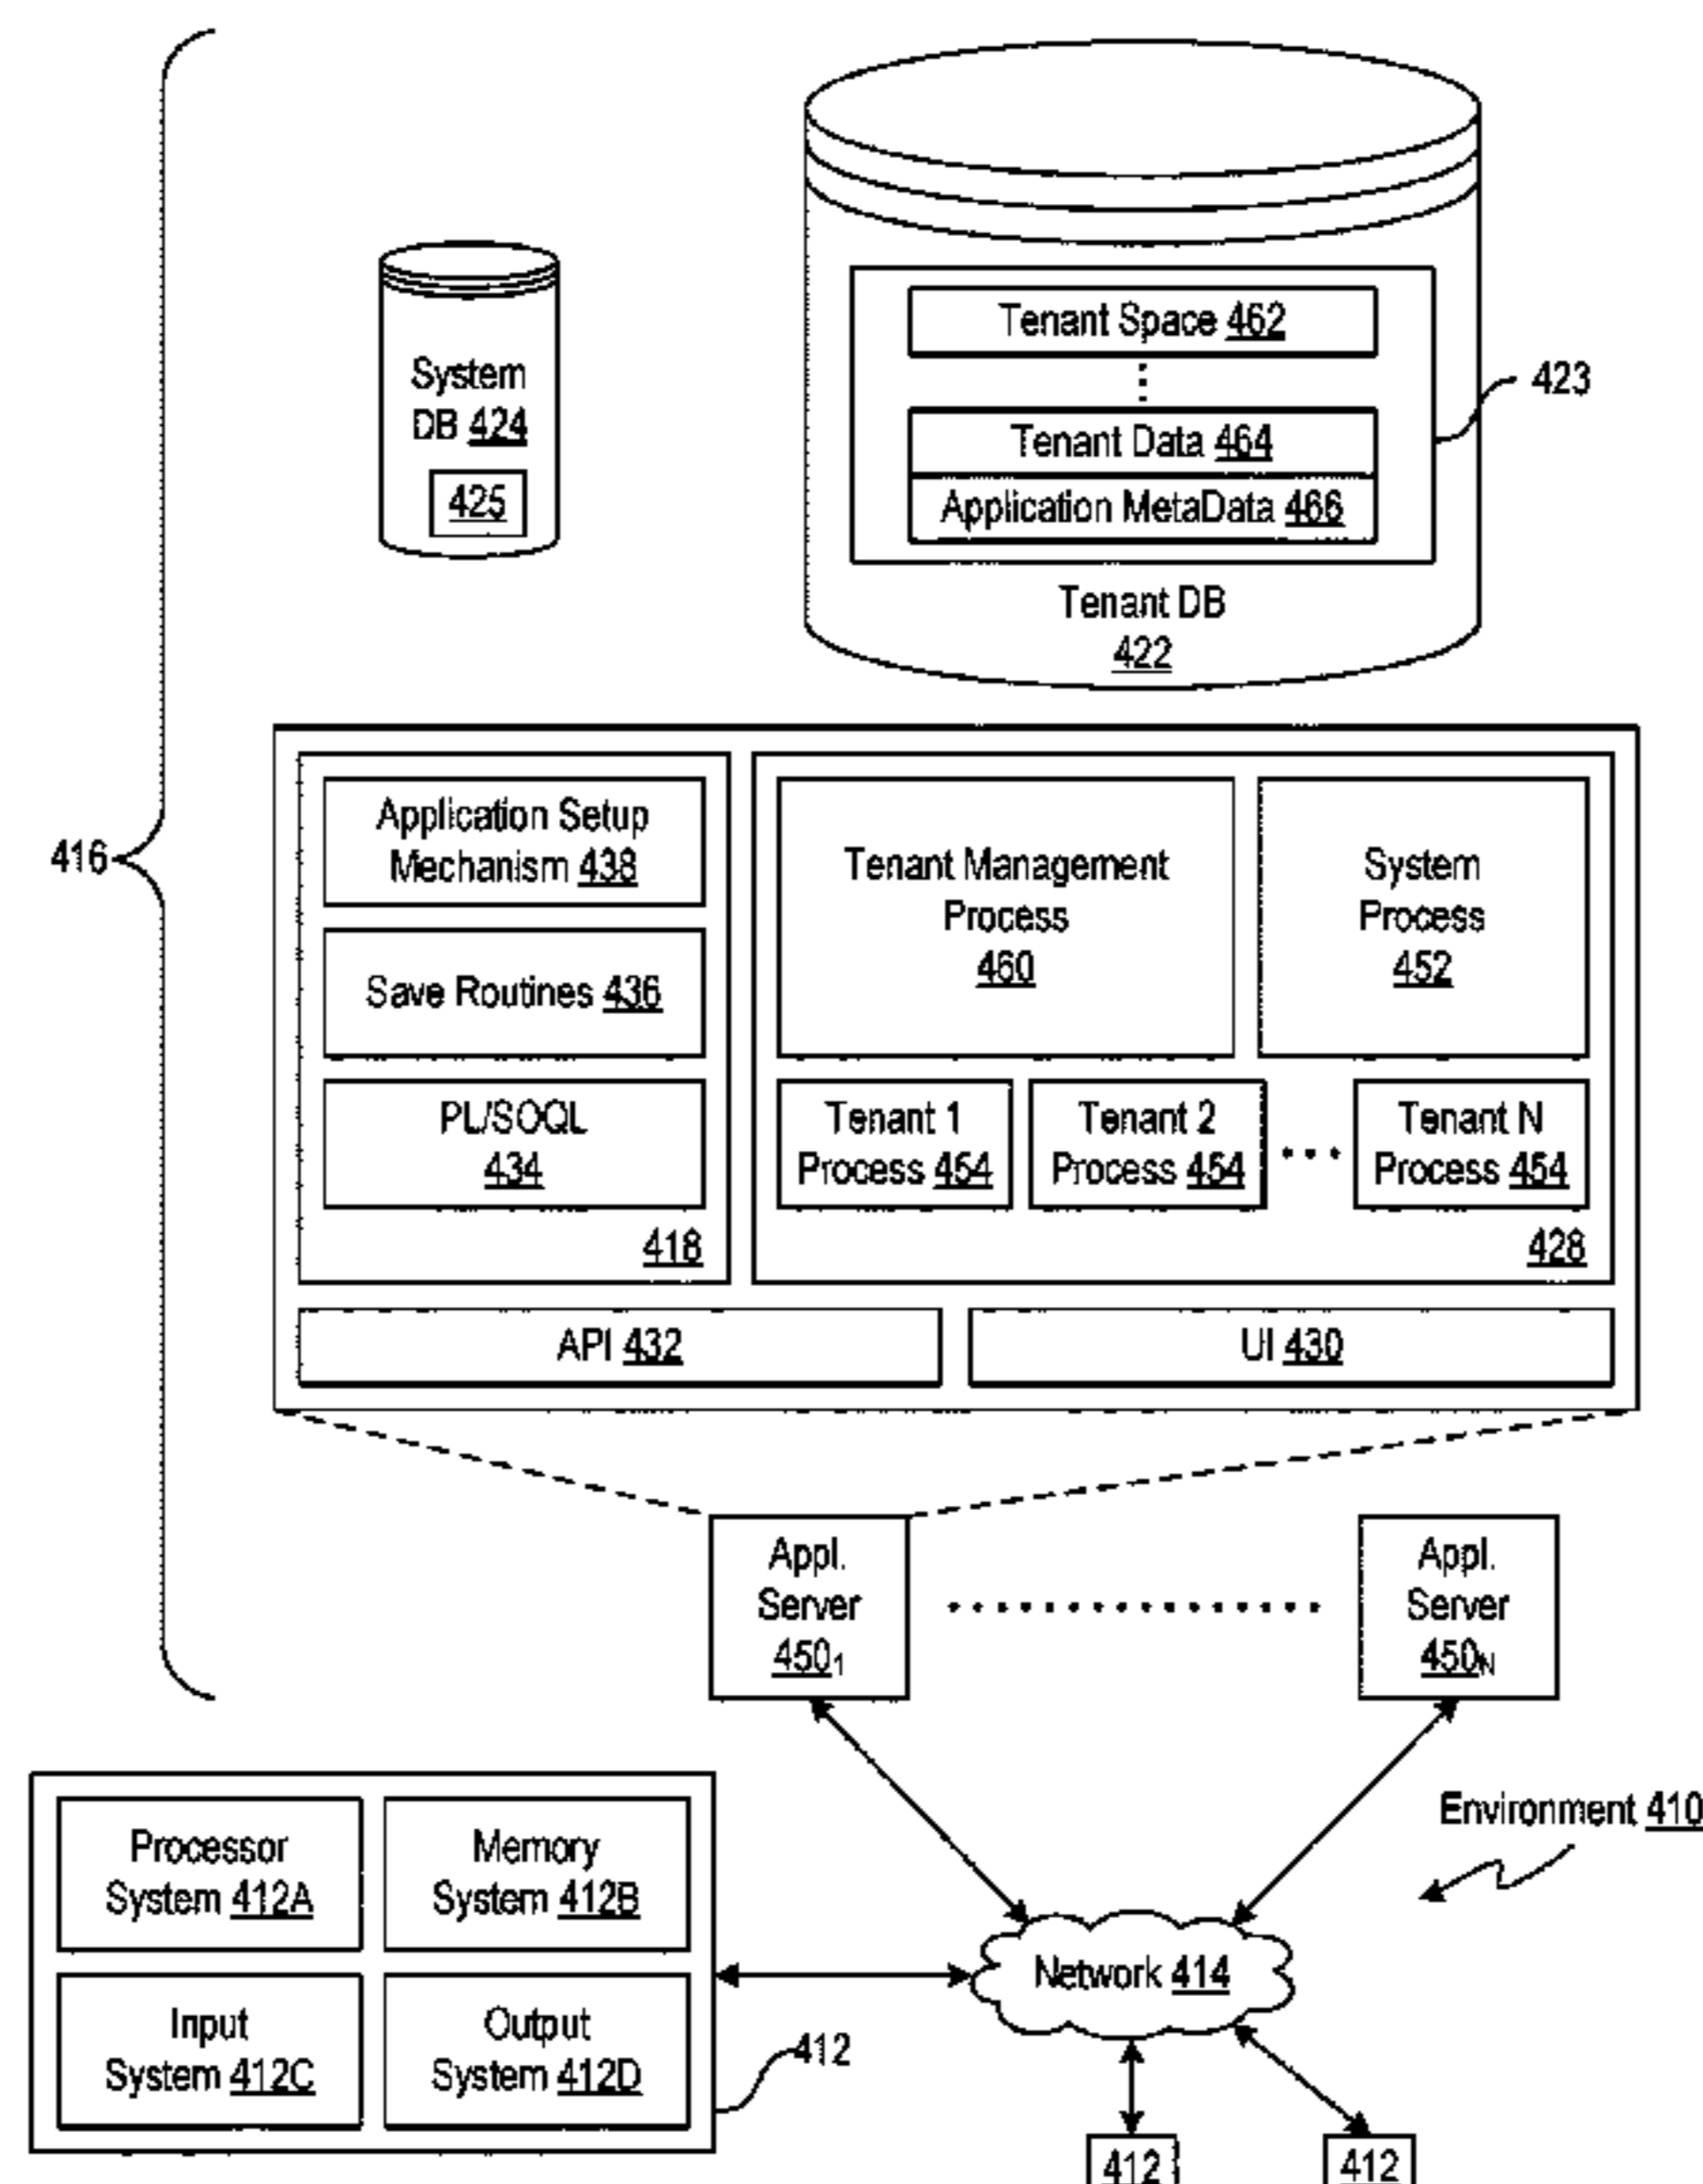 Tenant Space 462
System
DB 424
425
423
Tenant Data 464
Application MetaData 466
Tenant DB
422
416
Application Setup
Mechanism 438
Save Routines 436
PL/SOQL
434
418
Tenant Management
Process
460
System
Process
452
Tenant 1
Process 454
Tenant 2
Process 454
Tenant N
Process 454
428
API 432
UI 430
Appl.
Server
450₁
Appl.
Server
450N
Environment 410
Processor
System 412A
Memory
System 412B
Input
System 412C
Output
System 412D
412
Network 414
412
412